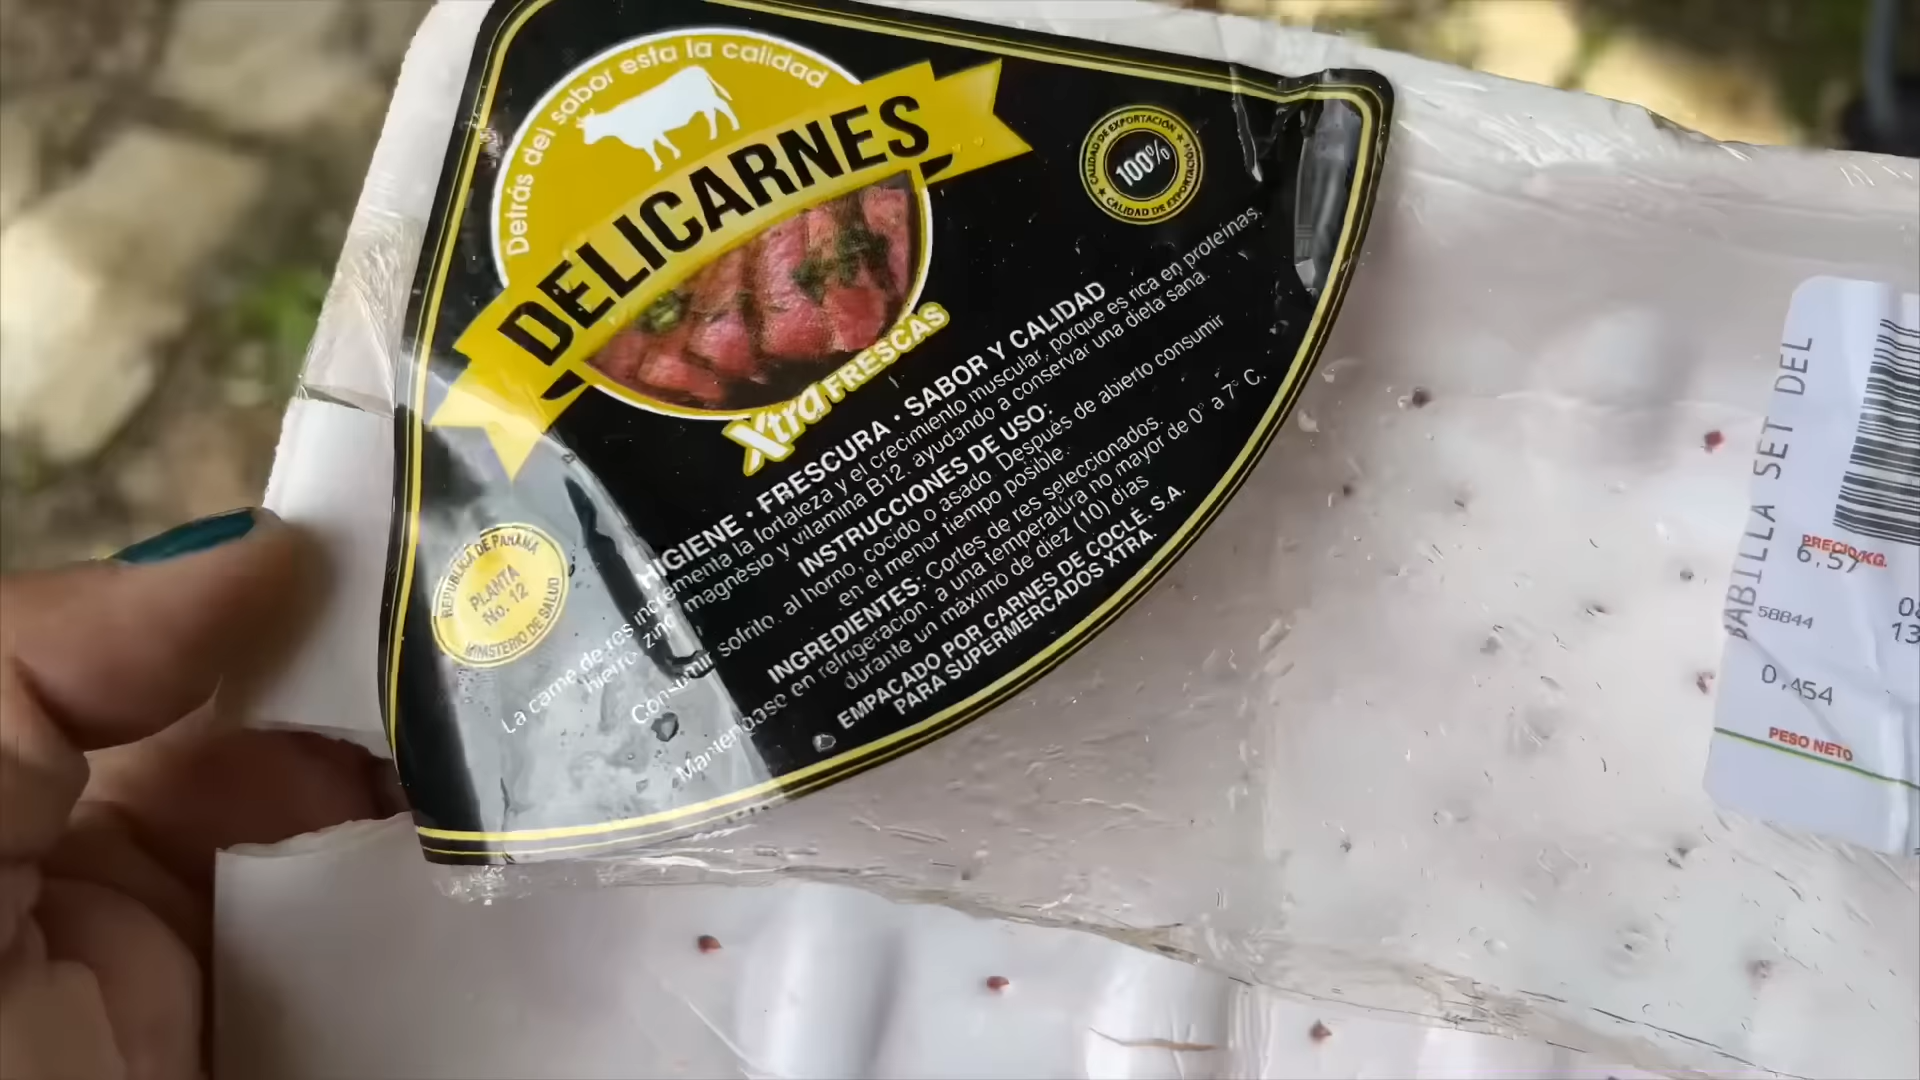 Detrás del sabor esta la calidad
DELICARNES
Xtra FRESCAS
CALIDAD DE EXPORTACIÓN
100%
CALIDAD DE EXPORTACIÓN
HIGIENE • FRESCURA • SABOR Y CALIDAD
La carne de res incrementa la fortaleza y el crecimiento muscular, porque es rica en proteínas,
hierro, zinc, magnesio y vitamina B12, ayudando a conservar una dieta sana.
INSTRUCCIONES DE USO:
Consumir sofrito, al horno, cocido o asado. Después de abierto consumir
en el menor tiempo posible.
INGREDIENTES: Cortes de res seleccionados.
Manténgase en refrigeración, a una temperatura no mayor de 0° a 7° C.
durante un máximo de diez (10) días
EMPACADO POR CARNES DE COCLE, S.A.
PARA SUPERMERCADOS XTRA.
REPUBLICA DE PANAMA
PLANTA
No. 12
MINISTERIO DE SALUD
BABILLA SET DEL
PRECIO/KG.
6.57
58844
13
0.454
PESO NETO